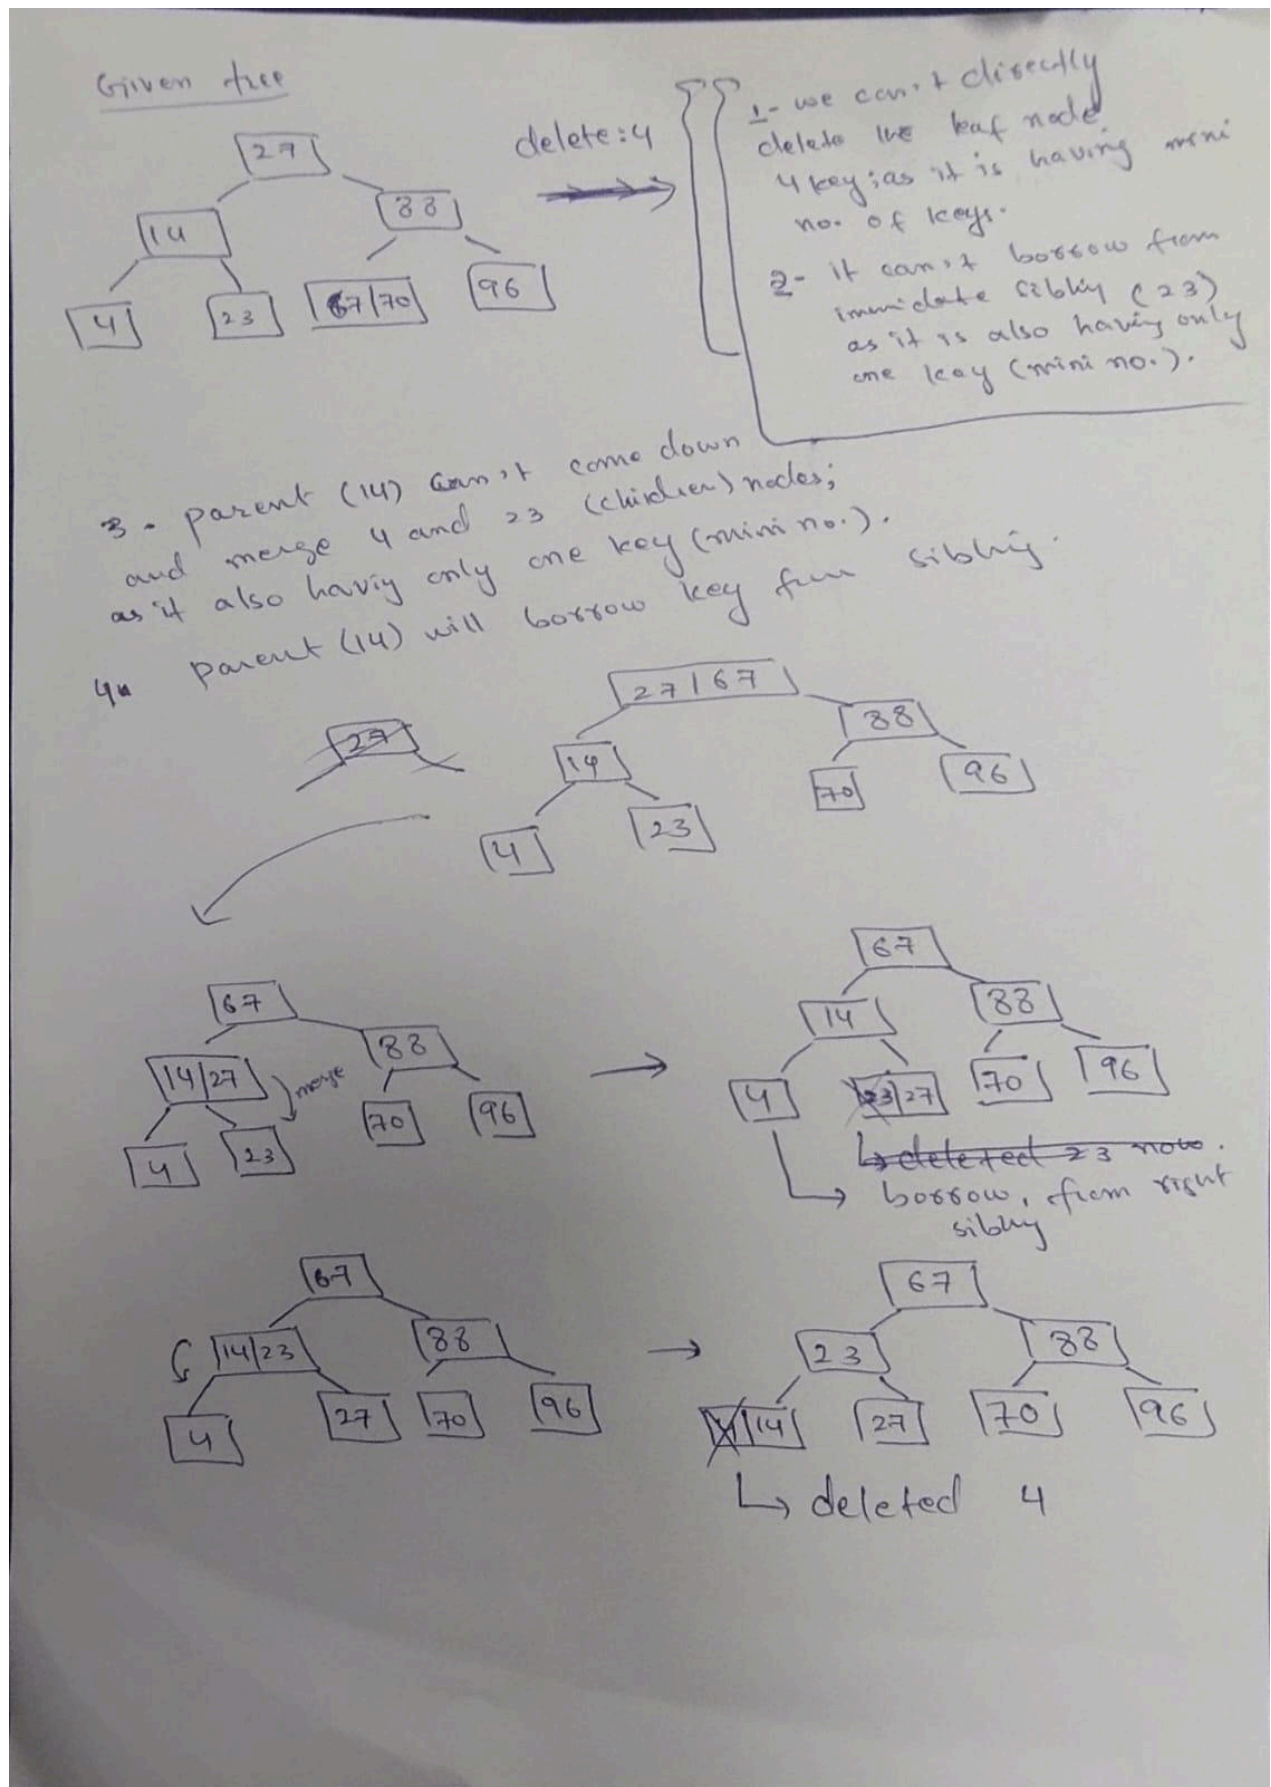 Given tree
27
delete:4
14
88
4
23
67|70
96
1- we can't directly
delete the leaf node
4 key; as it is having mini
no. of keys.
2- it can't borrow from
immidate sibling (23)
as it is also having only
one key (mini no.).
3- parent (14) can't come down
and merge 4 and 23 (children) nodes;
as it also having only one key (mini no.).
4. Parent (14) will borrow key from sibling.
27|67
27
14
88
4
23
70
96
67
14|27
merge
88
4
23
70
96
67
14
88
4
23|27
70
96
↳ deleted 23 now.
borrow, from right
sibling
67
14|23
88
4
27
70
96
67
23
88
4|14
27
70
96
↳ deleted 4